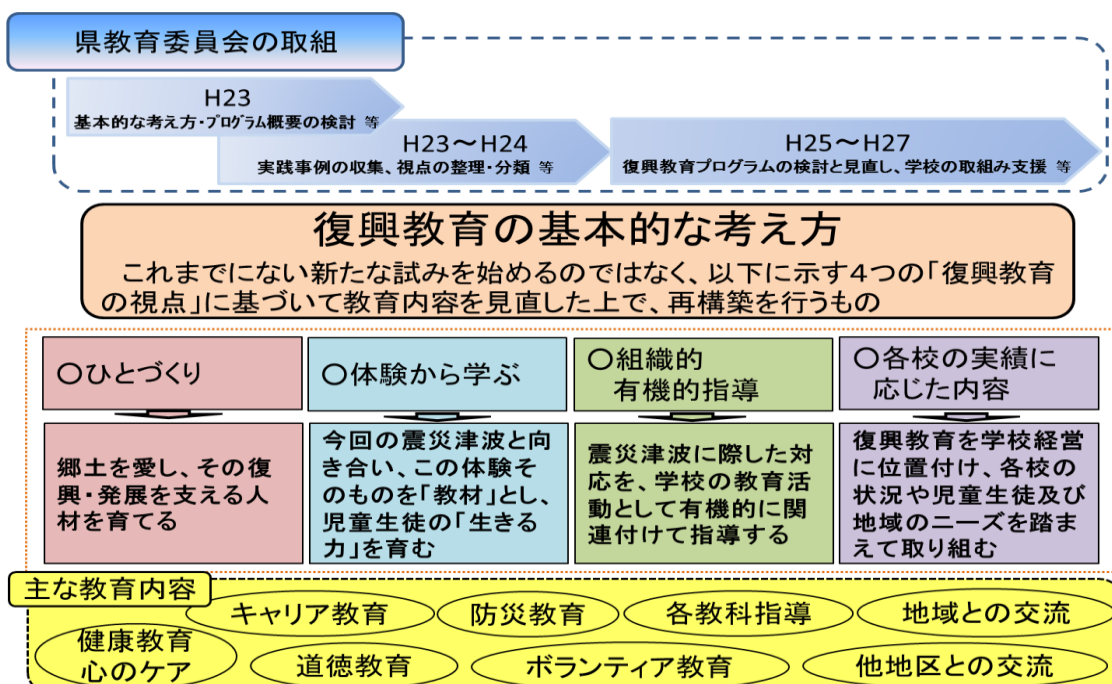 県教育委員会の取組
H23
基本的な考え方・プログラム概要の検討 等
H23～H24
実践事例の収集、視点の整理・分類 等
H25～H27
復興教育プログラムの検討と見直し、学校の取組み支援 等
復興教育の基本的な考え方
これまでにない新たな試みを始めるのではなく、以下に示す4つの「復興教育
の視点」に基づいて教育内容を見直した上で、再構築を行うもの
○ひとづくり
郷土を愛し、その復
興・発展を支える人
材を育てる
○体験から学ぶ
今回の震災津波と向
き合い、この体験そ
のものを「教材」とし、
児童生徒の「生きる
力」を育む
○組織的
有機的指導
震災津波に際した対
応を、学校の教育活
動として有機的に関
連付けて指導する
○各校の実績に
応じた内容
復興教育を学校経営
に位置付け、各校の
状況や児童生徒及び
地域のニーズを踏ま
えて取り組む
主な教育内容
キャリア教育
防災教育
各教科指導
地域との交流
健康教育
心のケア
道徳教育
ボランティア教育
他地区との交流